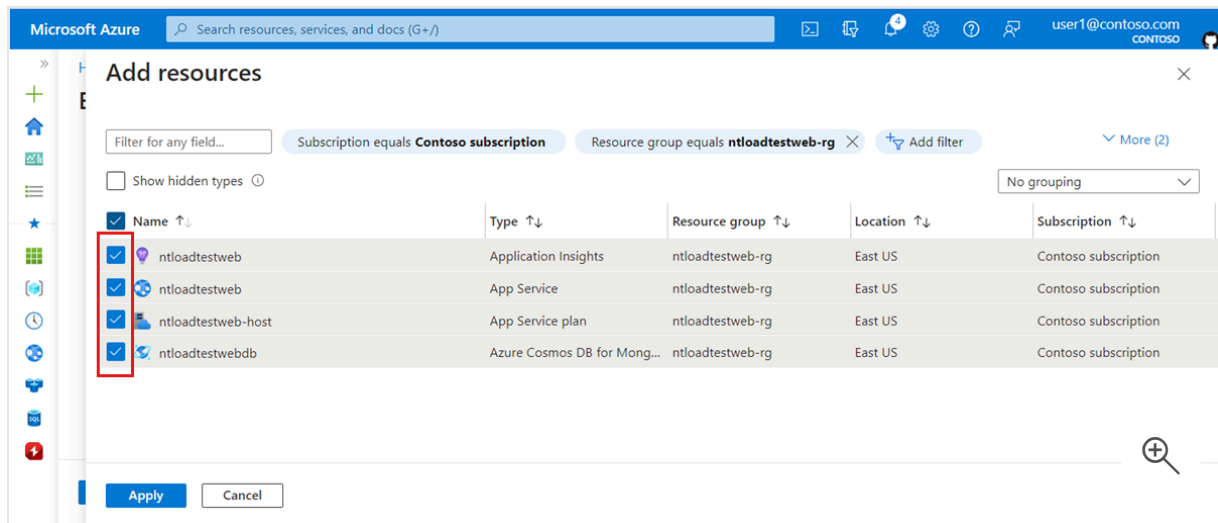 Microsoft Azure
Search resources, services, and docs (G+/)
4
user1@contoso.com
CONTOSO
Add resources
Filter for any field...
Subscription equals Contoso subscription
Resource group equals ntloadtestweb-rg
Add filter
More (2)
Show hidden types
No grouping
Name Type Resource group Location Subscription
ntloadtestweb Application Insights ntloadtestweb-rg East US Contoso subscription
ntloadtestweb App Service ntloadtestweb-rg East US Contoso subscription
ntloadtestweb-host App Service plan ntloadtestweb-rg East US Contoso subscription
ntloadtestwebdb Azure Cosmos DB for Mong... ntloadtestweb-rg East US Contoso subscription
SQL
Apply
Cancel